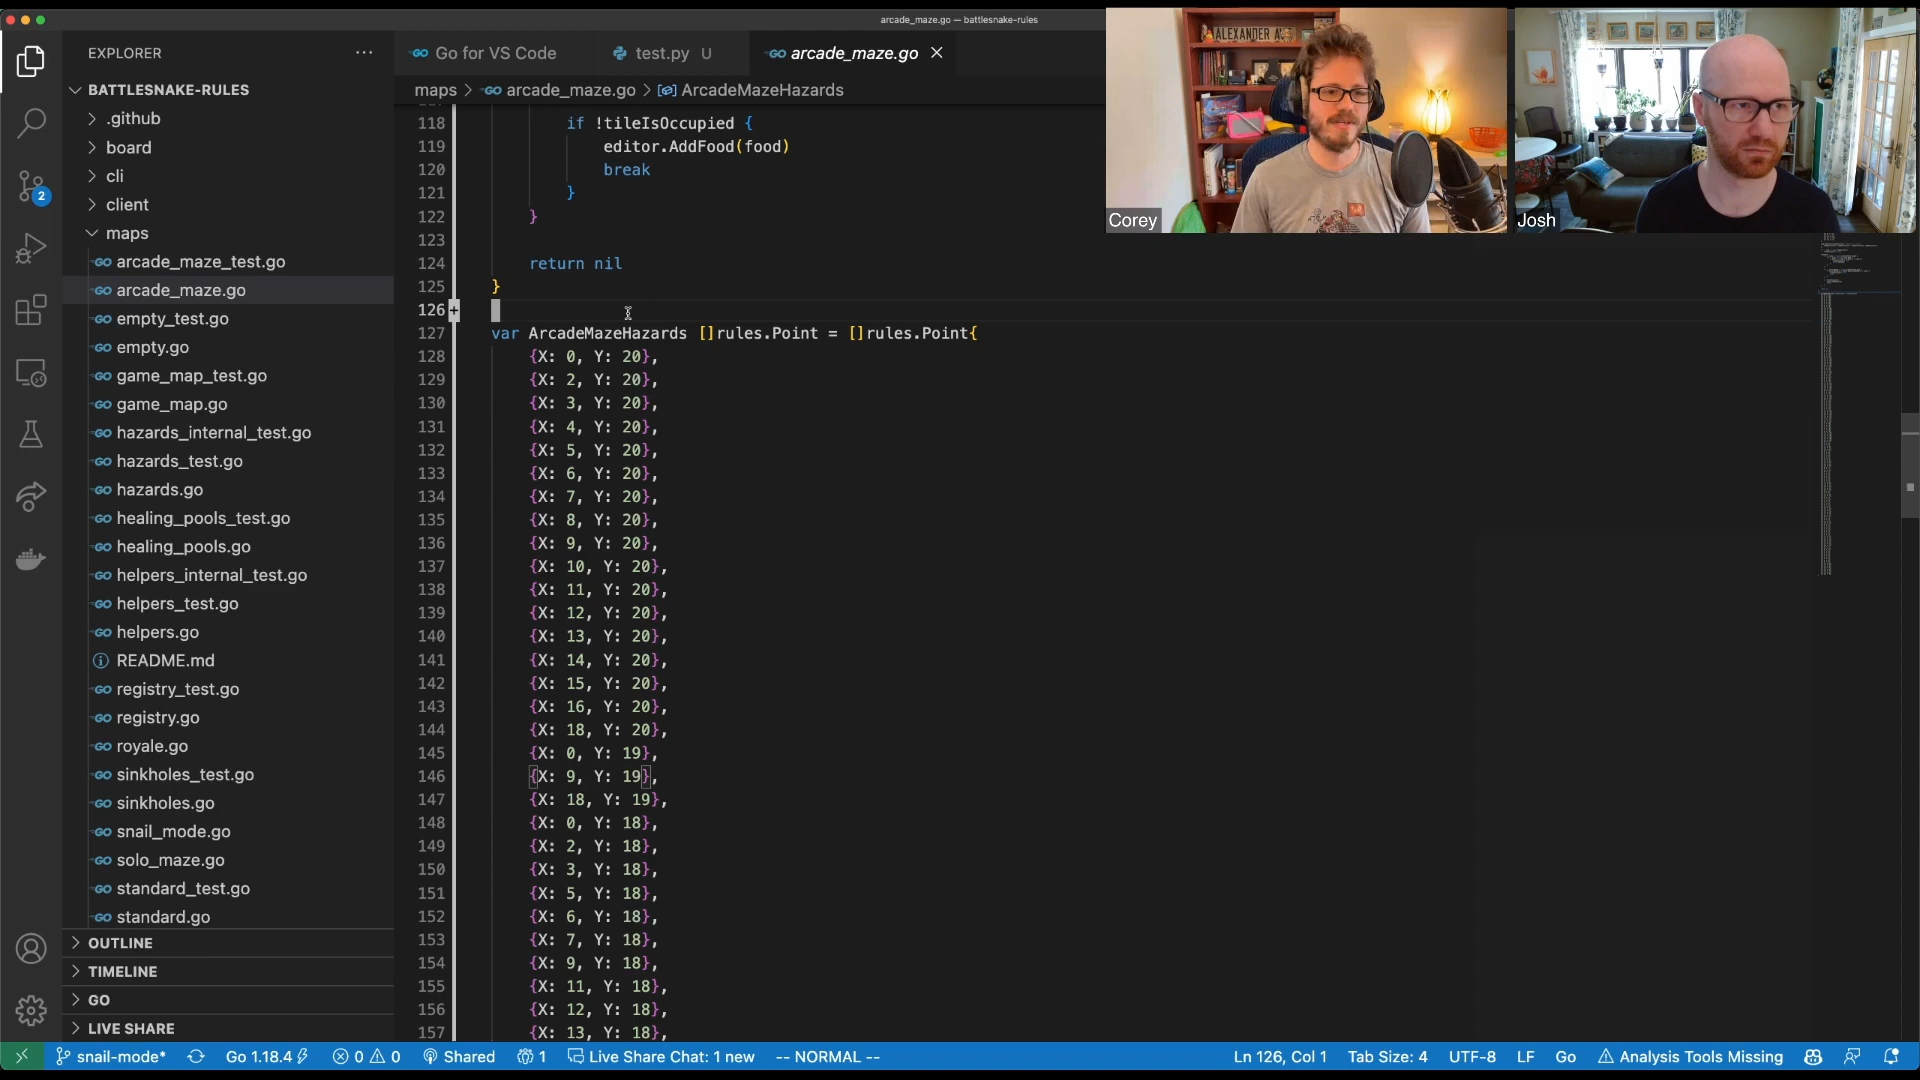 arcade_maze.go — battlesnake-rules
EXPLORER
Go for VS Code
test.py U
arcade_maze.go
BATTLESNAKE-RULES
maps > arcade_maze.go > ArcadeMazeHazards
.github
board
cli
client
maps
arcade_maze_test.go
arcade_maze.go
empty_test.go
empty.go
game_map_test.go
game_map.go
hazards_internal_test.go
hazards_test.go
hazards.go
healing_pools_test.go
healing_pools.go
helpers_internal_test.go
helpers_test.go
helpers.go
README.md
registry_test.go
registry.go
royale.go
sinkholes_test.go
sinkholes.go
snail_mode.go
solo_maze.go
standard_test.go
standard.go
OUTLINE
TIMELINE
GO
LIVE SHARE
2
118 if !tileIsOccupied {
119 editor.AddFood(food)
120 break
121 }
122 }
123
124 return nil
125 }
126
127 var ArcadeMazeHazards []rules.Point = []rules.Point{
128 {X: 0, Y: 20},
129 {X: 2, Y: 20},
130 {X: 3, Y: 20},
131 {X: 4, Y: 20},
132 {X: 5, Y: 20},
133 {X: 6, Y: 20},
134 {X: 7, Y: 20},
135 {X: 8, Y: 20},
136 {X: 9, Y: 20},
137 {X: 10, Y: 20},
138 {X: 11, Y: 20},
139 {X: 12, Y: 20},
140 {X: 13, Y: 20},
141 {X: 14, Y: 20},
142 {X: 15, Y: 20},
143 {X: 16, Y: 20},
144 {X: 18, Y: 20},
145 {X: 0, Y: 19},
146 {X: 9, Y: 19},
147 {X: 18, Y: 19},
148 {X: 0, Y: 18},
149 {X: 2, Y: 18},
150 {X: 3, Y: 18},
151 {X: 5, Y: 18},
152 {X: 6, Y: 18},
153 {X: 7, Y: 18},
154 {X: 9, Y: 18},
155 {X: 11, Y: 18},
156 {X: 12, Y: 18},
157 {X: 13, Y: 18},
ALEXANDER
Corey
Josh
snail-mode* Go 1.18.4 0 0 Shared 1 Live Share Chat: 1 new -- NORMAL -- Ln 126, Col 1 Tab Size: 4 UTF-8 LF Go Analysis Tools Missing